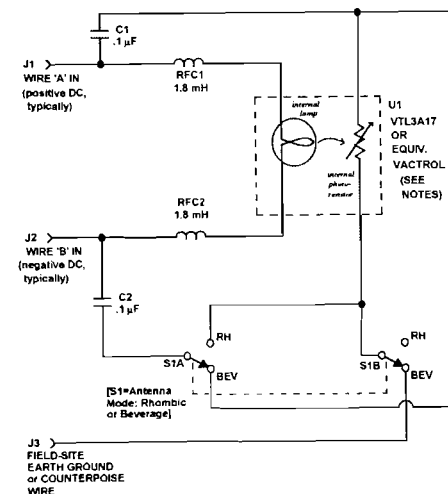 C1
.1 µF
J1
WIRE 'A' IN
(positive DC,
typically)
RFC1
1.8 mH
internal
lamp
U1
VTL3A17
OR
EQUIV.
VACTROL
(SEE
NOTES)
internal
photo-
resistor
RFC2
1.8 mH
J2
WIRE 'B' IN
(negative DC,
typically)
C2
.1 µF
RH
S1A
BEV
RH
S1B
BEV
[S1=Antenna
Mode: Rhombic
or Beverage]
J3
FIELD-SITE
EARTH GROUND
or COUNTERPOISE
WIRE